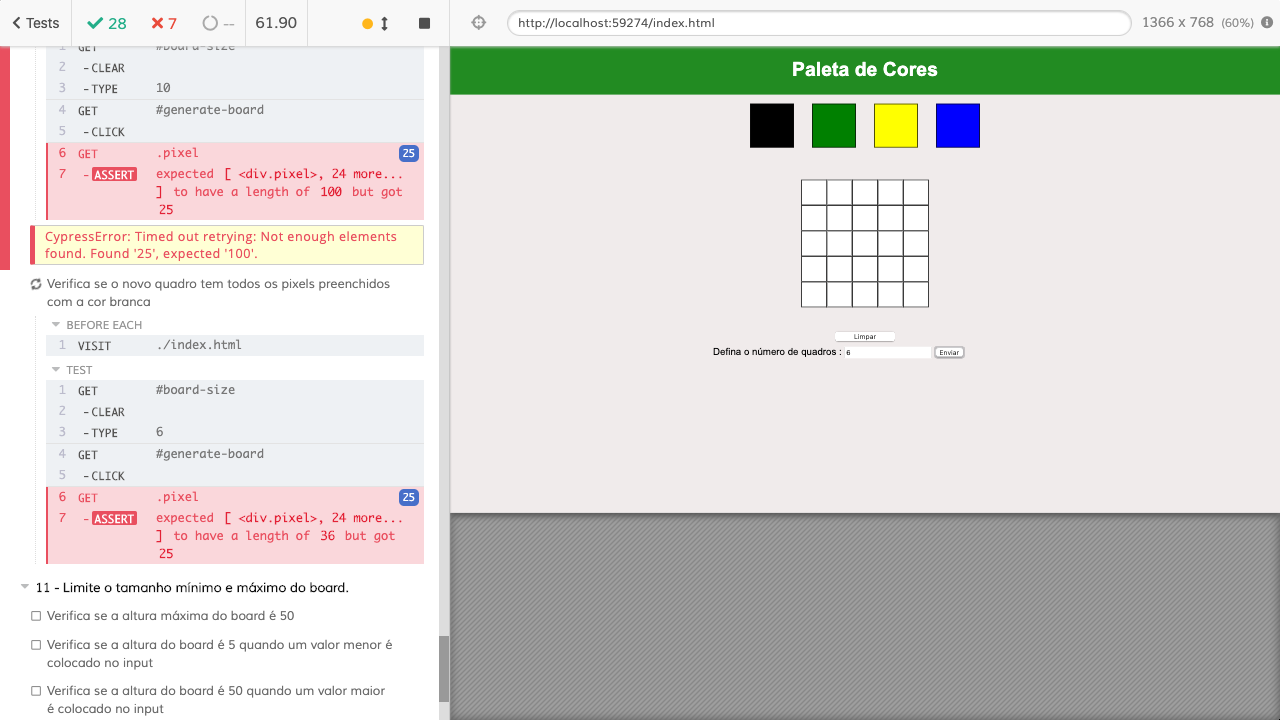 Tests
28
7
--
61.90
http://localhost:59274/index.html
1366 x 768 (60%)
1 GET #board-size
2 -CLEAR
3 -TYPE 10
4 GET #generate-board
5 -CLICK
6 GET .pixel 25
7 -ASSERT expected [ <div.pixel>, 24 more...
] to have a length of 100 but got
25
CypressError: Timed out retrying: Not enough elements
found. Found '25', expected '100'.
Verifica se o novo quadro tem todos os pixels preenchidos
com a cor branca
BEFORE EACH
1 VISIT ./index.html
TEST
1 GET #board-size
2 -CLEAR
3 -TYPE 6
4 GET #generate-board
5 -CLICK
6 GET .pixel 25
7 -ASSERT expected [ <div.pixel>, 24 more...
] to have a length of 36 but got
25
11 - Limite o tamanho mínimo e máximo do board.
Verifica se a altura máxima do board é 50
Verifica se a altura do board é 5 quando um valor menor é
colocado no input
Verifica se a altura do board é 50 quando um valor maior
é colocado no input
Paleta de Cores
Limpar
Defina o número de quadros : 6 Enviar